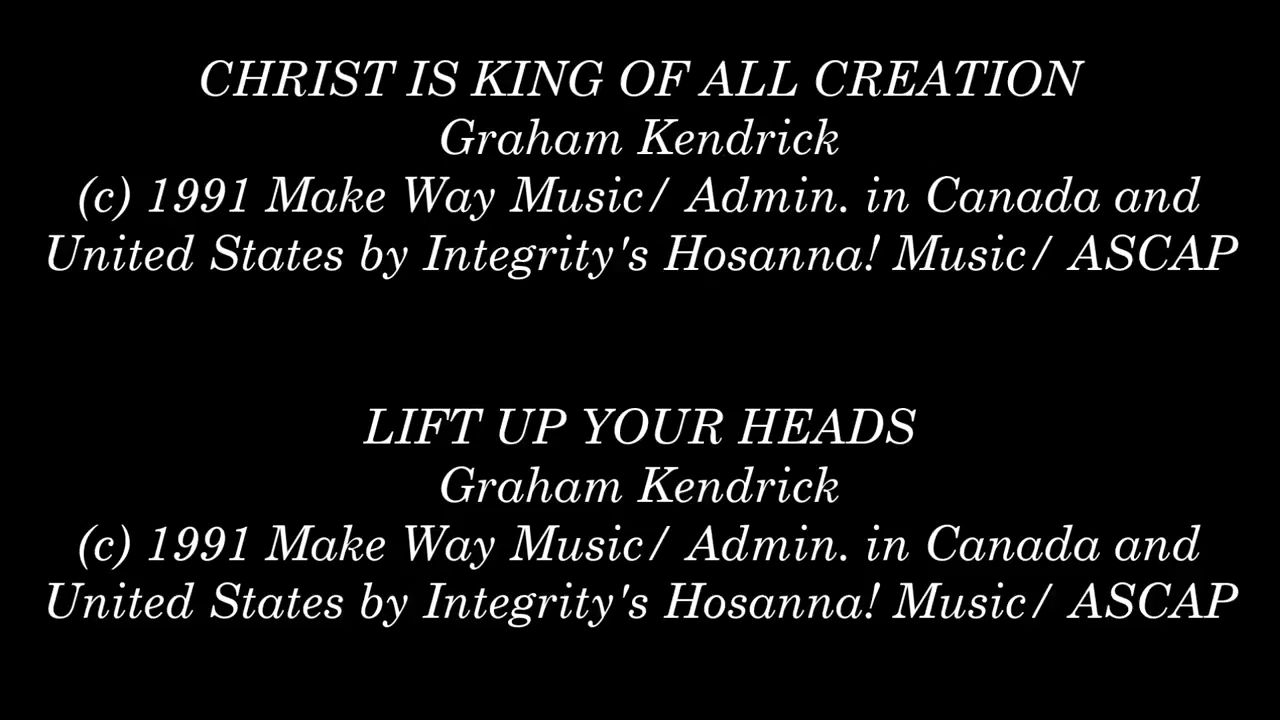 CHRIST IS KING OF ALL CREATION
Graham Kendrick
(c) 1991 Make Way Music/ Admin. in Canada and
United States by Integrity's Hosanna! Music/ ASCAP
LIFT UP YOUR HEADS
Graham Kendrick
(c) 1991 Make Way Music/ Admin. in Canada and
United States by Integrity's Hosanna! Music/ ASCAP